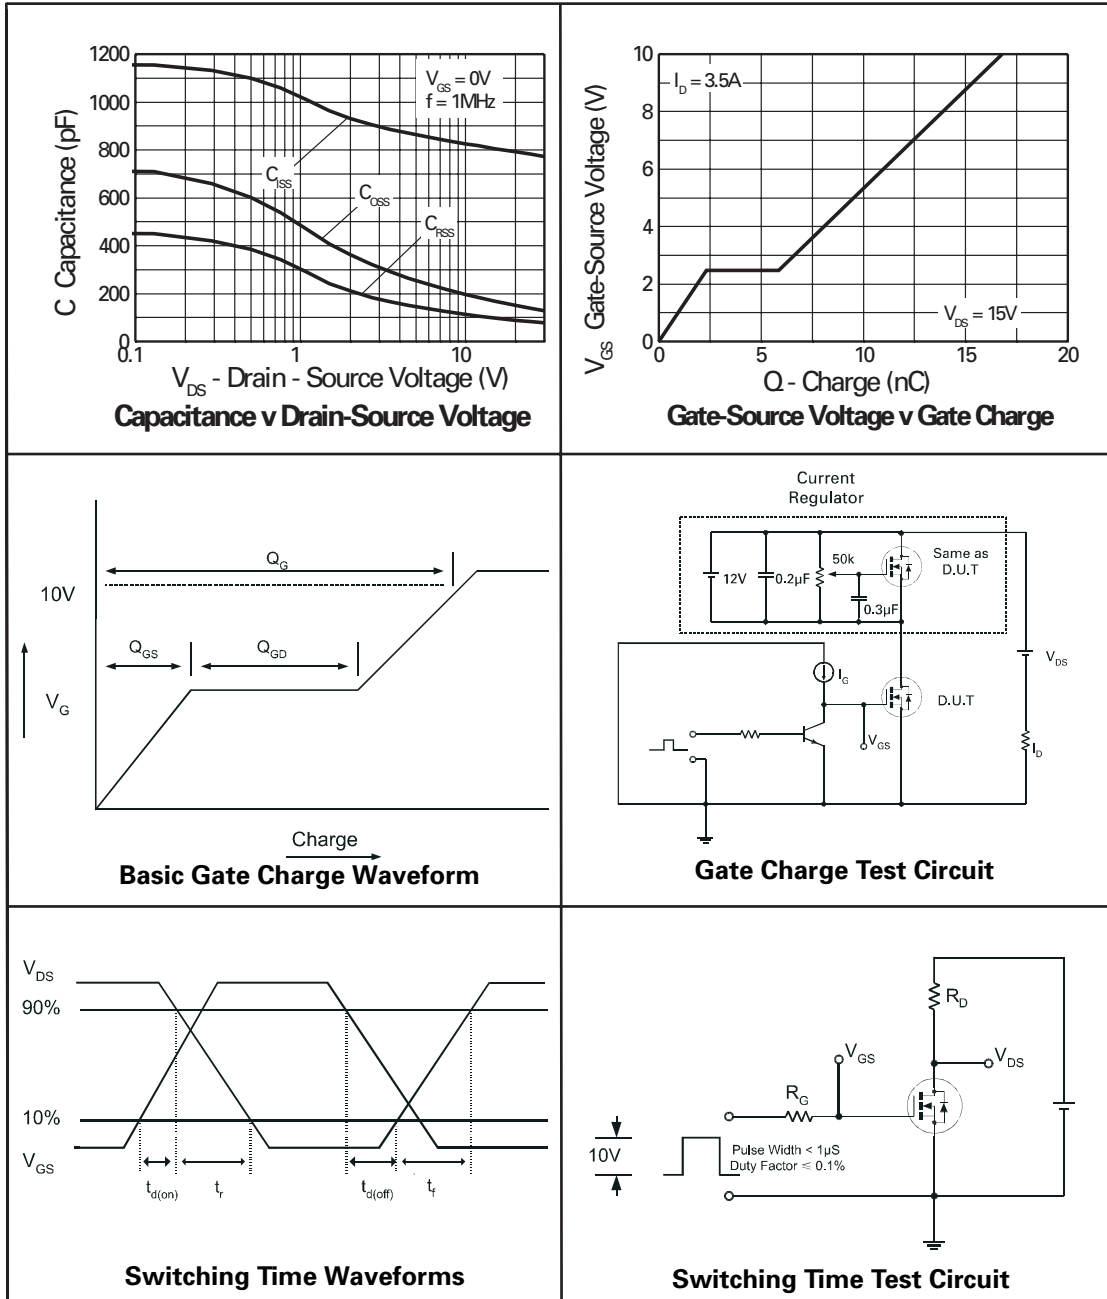 1200
1000
800
600
400
200
0
0.1
1
10
C Capacitance (pF)
V_GS = 0V
f = 1MHz
C_ISS
C_OSS
C_RSS
V_DS - Drain - Source Voltage (V)
Capacitance v Drain-Source Voltage
10
8
6
4
2
0
0
5
10
15
20
V_GS Gate-Source Voltage (V)
I_D = 3.5A
V_DS = 15V
Q - Charge (nC)
Gate-Source Voltage v Gate Charge
Q_G
10V
Q_GS
Q_GD
V_G
Charge
Basic Gate Charge Waveform
Current
Regulator
12V
0.2µF
50k
0.3µF
Same as
D.U.T
I_G
V_DS
D.U.T
V_GS
I_D
Gate Charge Test Circuit
V_DS
90%
10%
V_GS
t_d(on)
t_r
t_d(off)
t_f
Switching Time Waveforms
R_D
V_GS
V_DS
R_G
10V
Pulse Width < 1µS
Duty Factor ≤ 0.1%
Switching Time Test Circuit